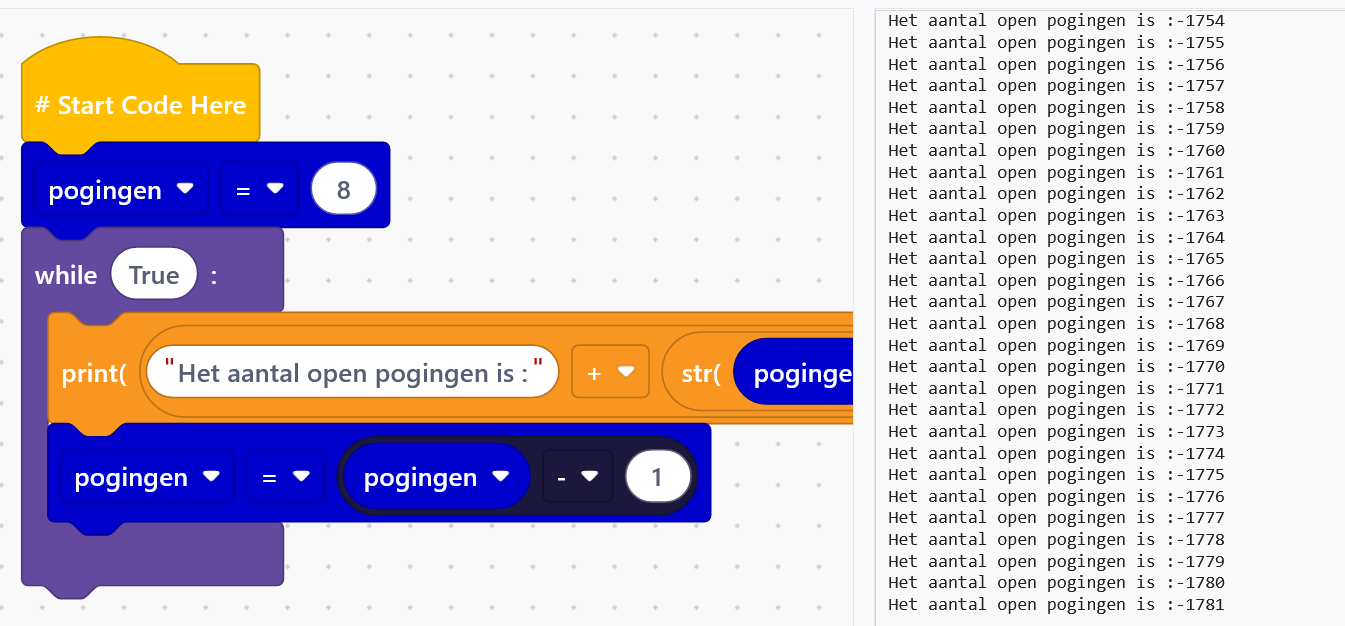 # Start Code Here
pogingen = 8
while True :
print( "Het aantal open pogingen is :" + str( poginge
pogingen = pogingen - 1
Het aantal open pogingen is :-1754
Het aantal open pogingen is :-1755
Het aantal open pogingen is :-1756
Het aantal open pogingen is :-1757
Het aantal open pogingen is :-1758
Het aantal open pogingen is :-1759
Het aantal open pogingen is :-1760
Het aantal open pogingen is :-1761
Het aantal open pogingen is :-1762
Het aantal open pogingen is :-1763
Het aantal open pogingen is :-1764
Het aantal open pogingen is :-1765
Het aantal open pogingen is :-1766
Het aantal open pogingen is :-1767
Het aantal open pogingen is :-1768
Het aantal open pogingen is :-1769
Het aantal open pogingen is :-1770
Het aantal open pogingen is :-1771
Het aantal open pogingen is :-1772
Het aantal open pogingen is :-1773
Het aantal open pogingen is :-1774
Het aantal open pogingen is :-1775
Het aantal open pogingen is :-1776
Het aantal open pogingen is :-1777
Het aantal open pogingen is :-1778
Het aantal open pogingen is :-1779
Het aantal open pogingen is :-1780
Het aantal open pogingen is :-1781